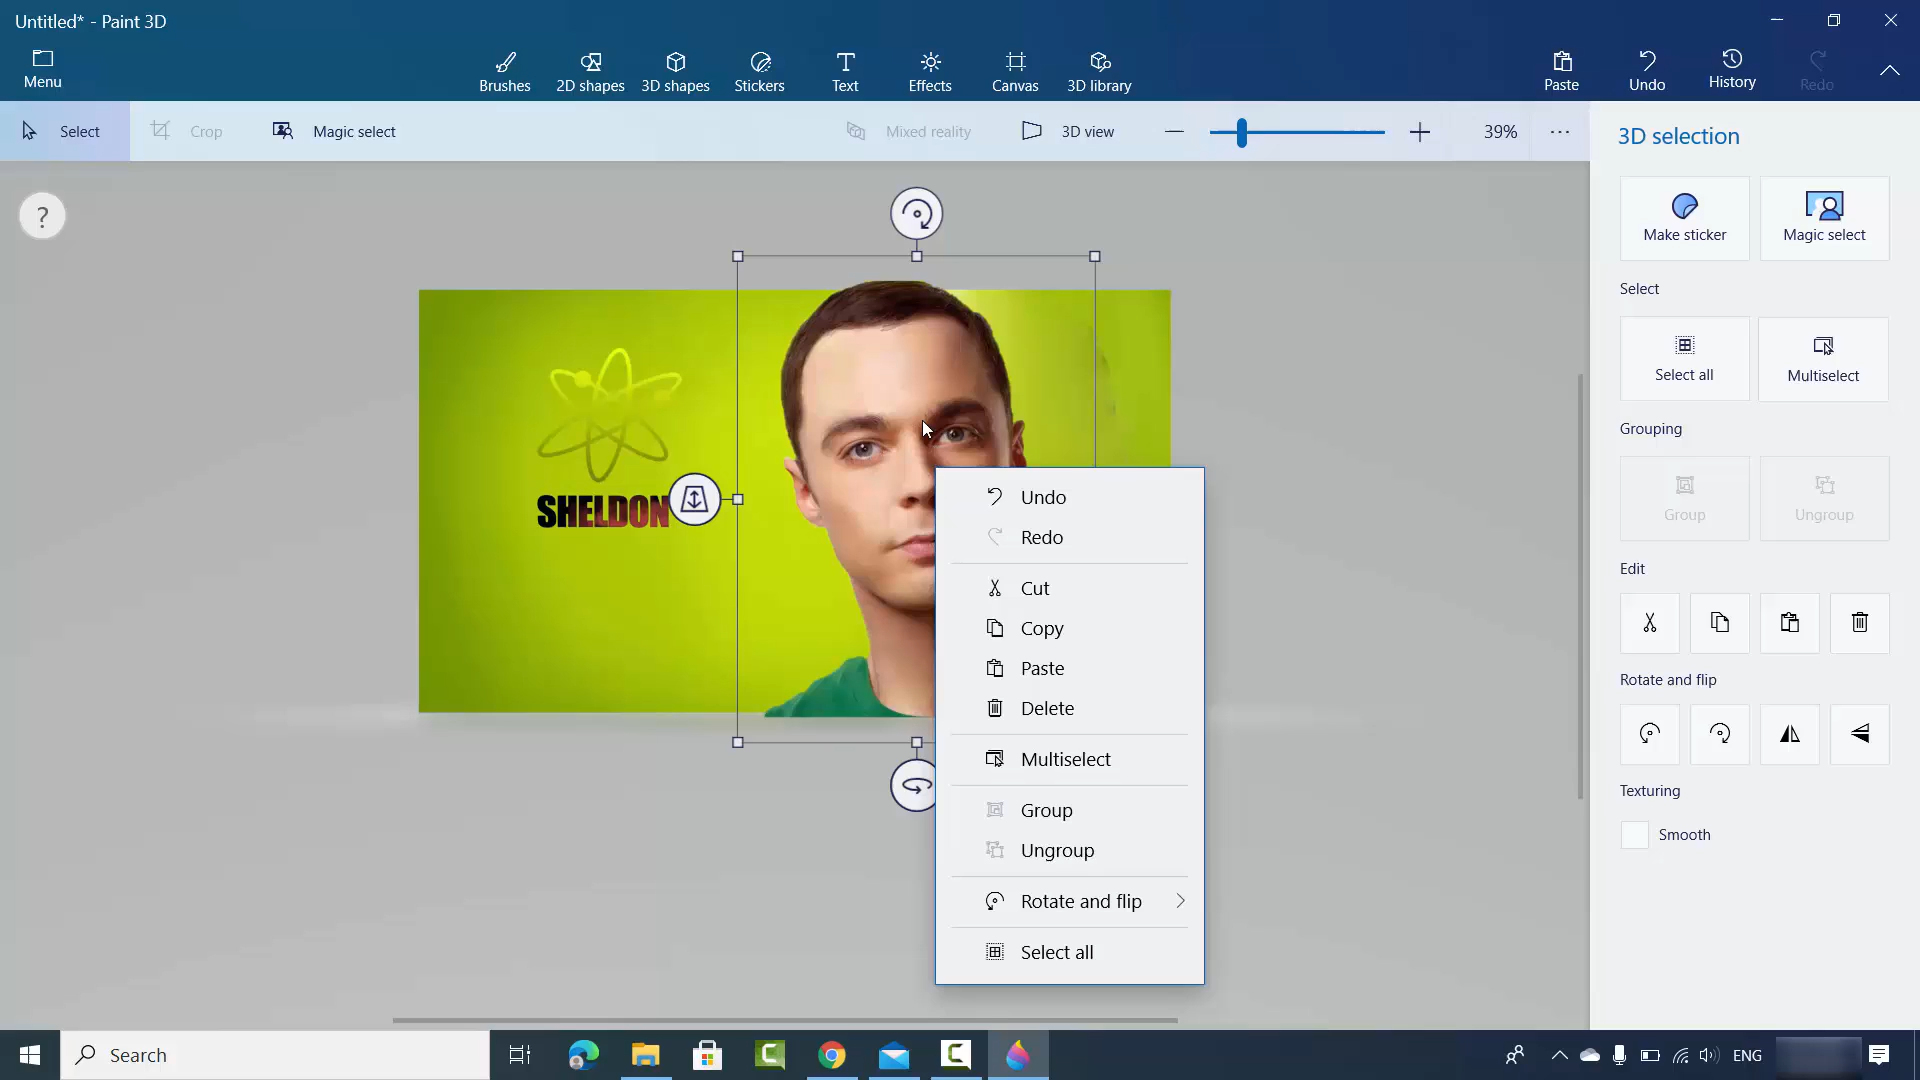 Untitled* - Paint 3D
Menu
Brushes
2D shapes
3D shapes
Stickers
Text
Effects
Canvas
3D library
Paste
Undo
History
Redo
Select
Crop
Magic select
Mixed reality
3D view
39%
?
SHELDON
Undo
Redo
Cut
Copy
Paste
Delete
Multiselect
Group
Ungroup
Rotate and flip
Select all
3D selection
Make sticker
Magic select
Select
Select all
Multiselect
Grouping
Group
Ungroup
Edit
Rotate and flip
Texturing
Smooth
Search
ENG